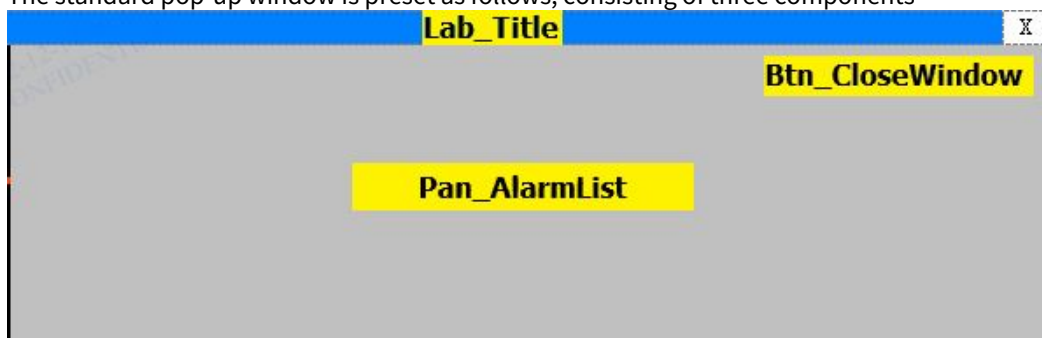 The standard pop-up window is preset as follows, consisting of three components
Lab_Title
X
Btn_CloseWindow
Pan_AlarmList